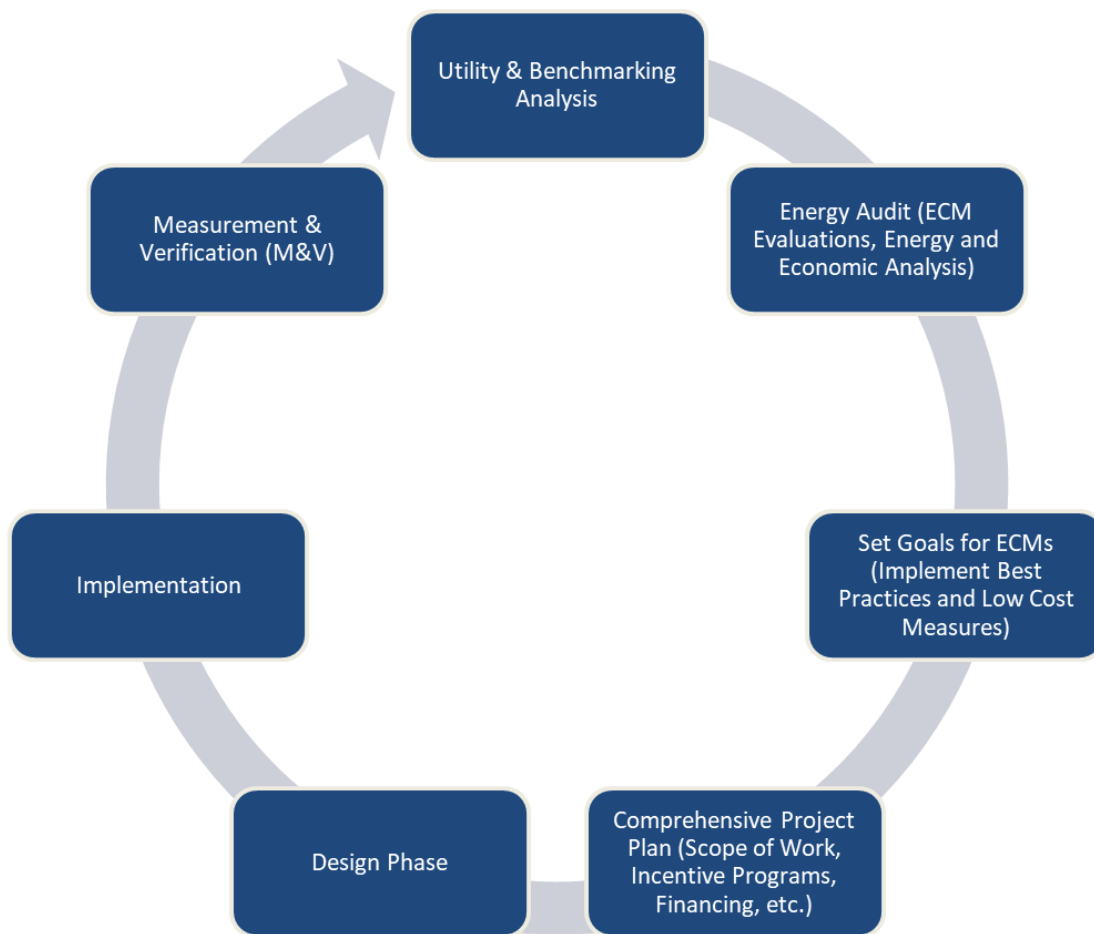 Utility & Benchmarking
Analysis
Energy Audit (ECM
Evaluations, Energy and
Economic Analysis)
Set Goals for ECMs
(Implement Best
Practices and Low Cost
Measures)
Comprehensive Project
Plan (Scope of Work,
Incentive Programs,
Financing, etc.)
Design Phase
Implementation
Measurement &
Verification (M&V)